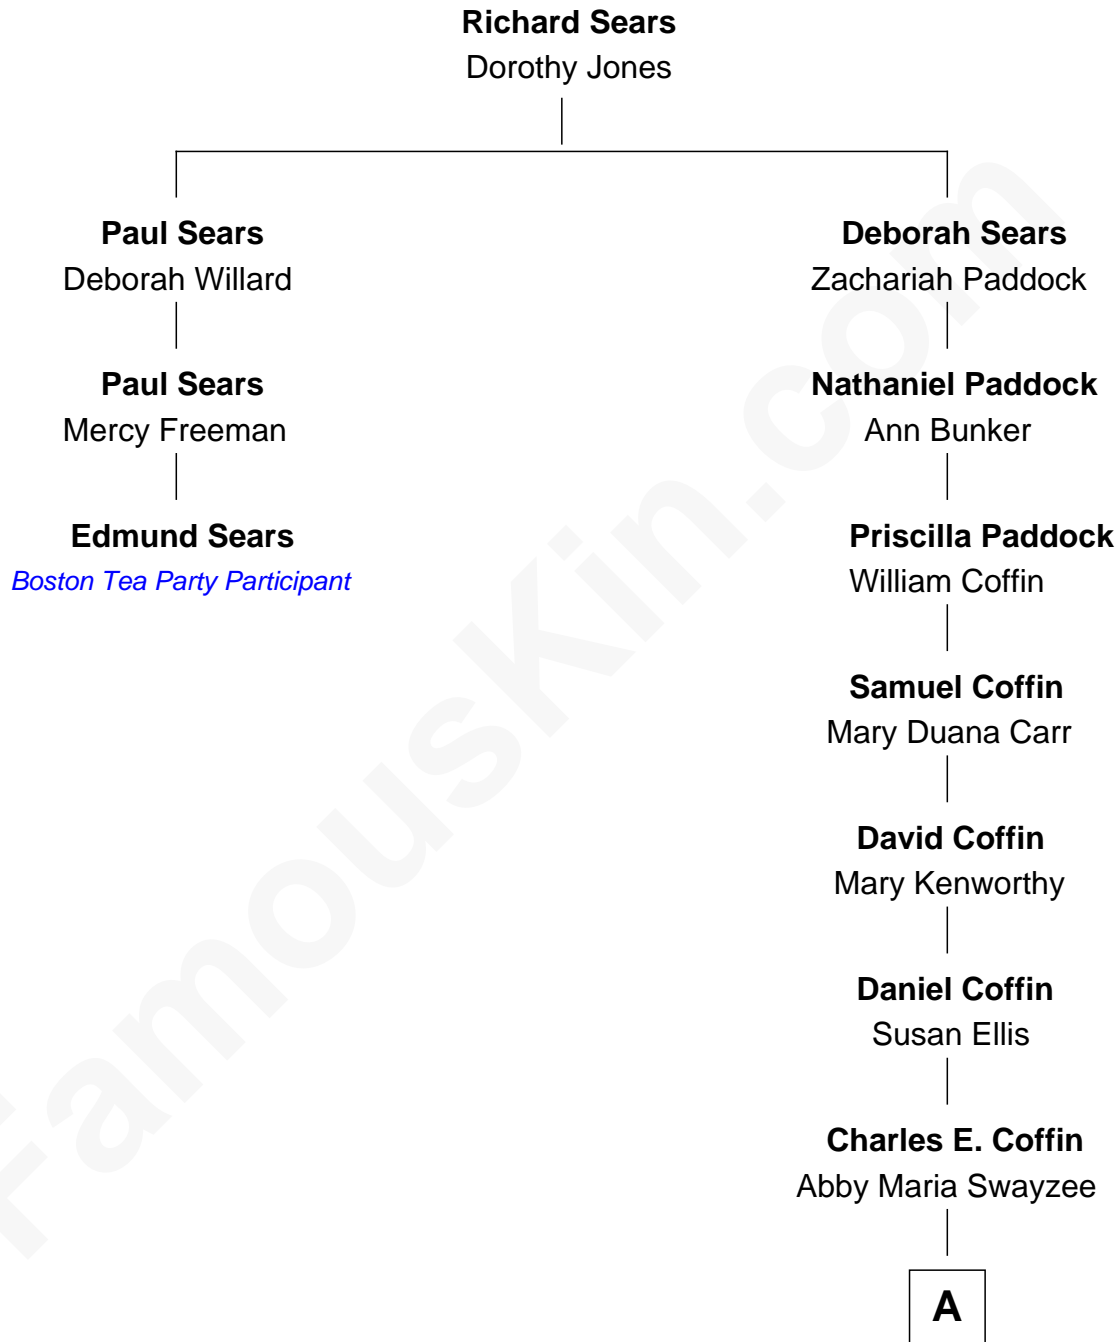 Richard Sears
Dorothy Jones
Paul Sears
Deborah Willard
Deborah Sears
Zachariah Paddock
Paul Sears
Mercy Freeman
Nathaniel Paddock
Ann Bunker
Edmund Sears
Boston Tea Party Participant
Priscilla Paddock
William Coffin
Samuel Coffin
Mary Duana Carr
David Coffin
Mary Kenworthy
Daniel Coffin
Susan Ellis
Charles E. Coffin
Abby Maria Swayzee
A
FamousKin.com